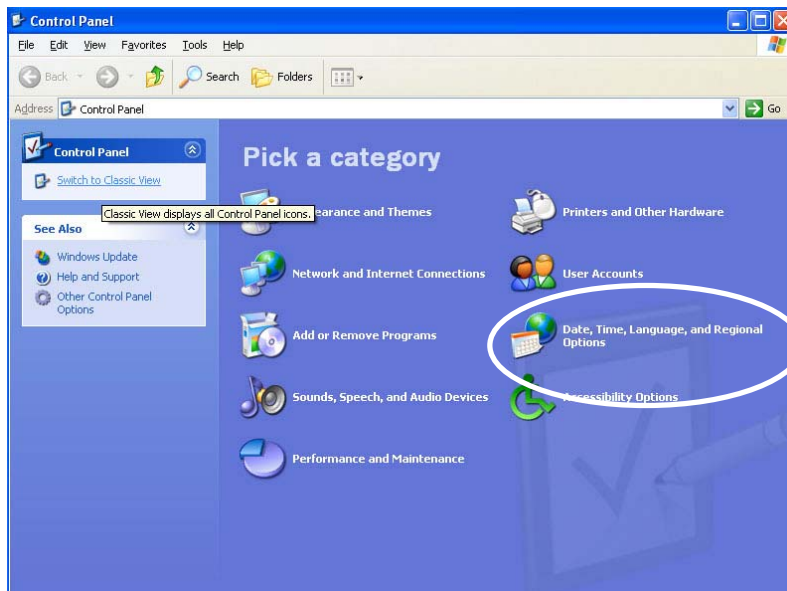 Control Panel
File Edit View Favorites Tools Help
Back Search Folders
Address Control Panel Go
Control Panel
Switch to Classic View
Classic View displays all Control Panel icons.
See Also
Windows Update
Help and Support
Other Control Panel
Options
Pick a category
earance and Themes
Printers and Other Hardware
Network and Internet Connections
User Accounts
Add or Remove Programs
Date, Time, Language, and Regional
Options
Sounds, Speech, and Audio Devices
Accessibility Options
Performance and Maintenance